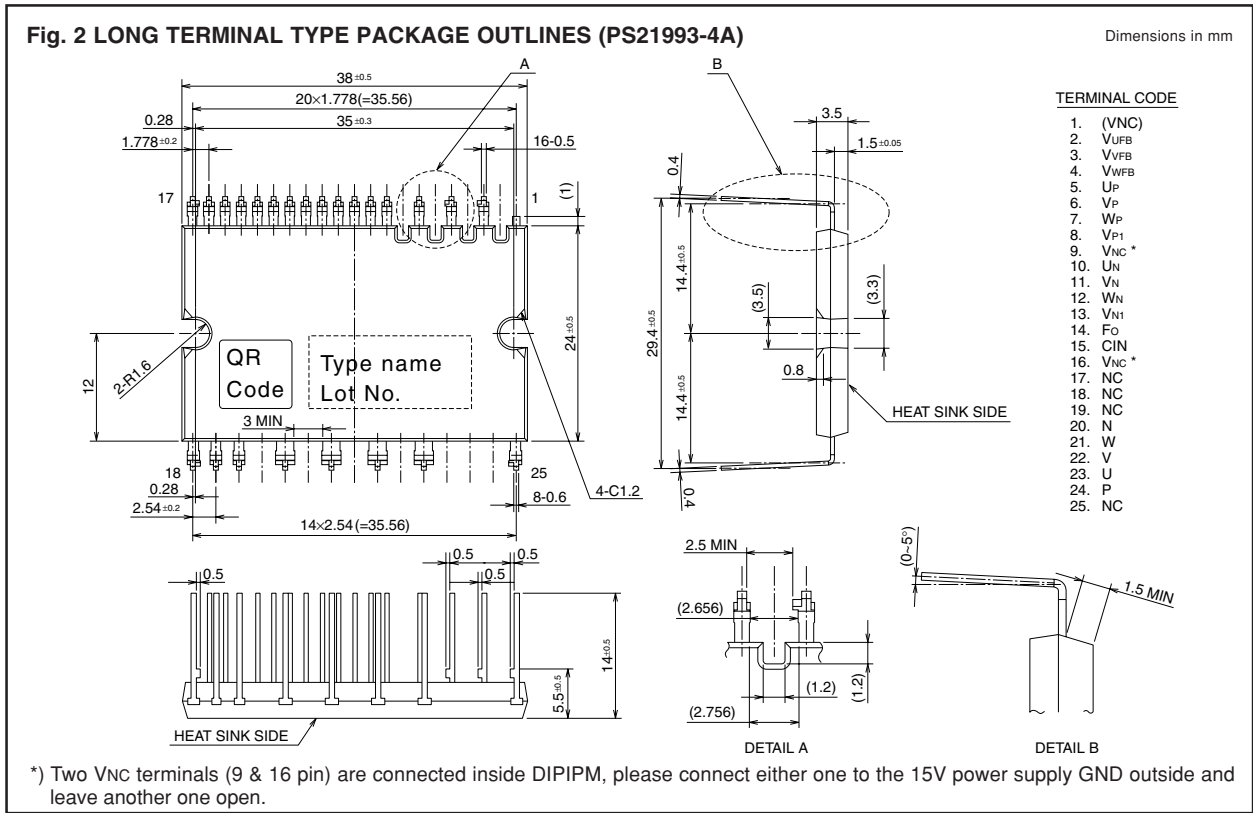 Fig. 2 LONG TERMINAL TYPE PACKAGE OUTLINES (PS21993-4A)
Dimensions in mm
A
B
38 ±0.5
20×1.778(=35.56)
35 ±0.3
0.28
1.778±0.2
16-0.5
17
1
(1)
QR
Code
Type name
Lot No.
2-R1.6
12
24±0.5
3 MIN
18
25
0.28
2.54±0.2
14×2.54(=35.56)
8-0.6
4-C1.2
3.5
1.5±0.05
0.4
14.4±0.5
29.4±0.5
14.4±0.5
(3.5)
(3.3)
0.8
0.4
HEAT SINK SIDE
TERMINAL CODE
1. (VNC)
2. VUFB
3. VVFB
4. VWFB
5. UP
6. VP
7. WP
8. VP1
9. VNC *
10. UN
11. VN
12. WN
13. VN1
14. FO
15. CIN
16. VNC *
17. NC
18. NC
19. NC
20. N
21. W
22. V
23. U
24. P
25. NC
0.5
0.5
0.5
0.5
14±0.5
5.5±0.5
HEAT SINK SIDE
2.5 MIN
(2.656)
(1.2)
(1.2)
(2.756)
DETAIL A
(0~5°)
1.5 MIN
DETAIL B
*) Two VNC terminals (9 & 16 pin) are connected inside DIPIPM, please connect either one to the 15V power supply GND outside and
leave another one open.